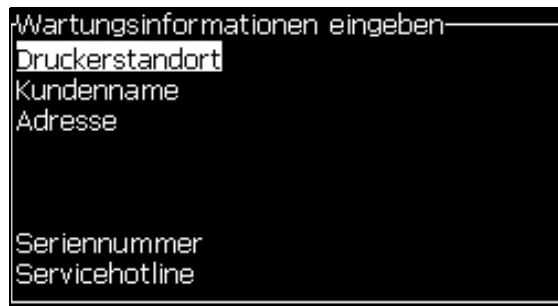 Wartungsinformationen eingeben
Druckerstandort
Kundenname
Adresse
Seriennummer
Servicehotline